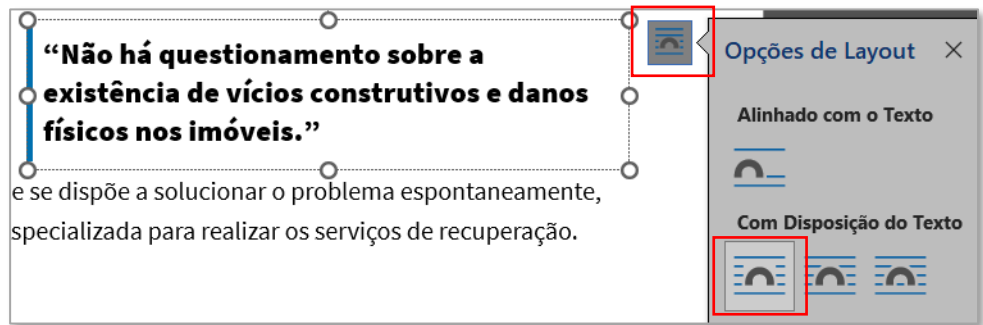 “Não há questionamento sobre a
existência de vícios construtivos e danos
físicos nos imóveis.”
e se dispõe a solucionar o problema espontaneamente,
specializada para realizar os serviços de recuperação.
Opções de Layout
Alinhado com o Texto
Com Disposição do Texto